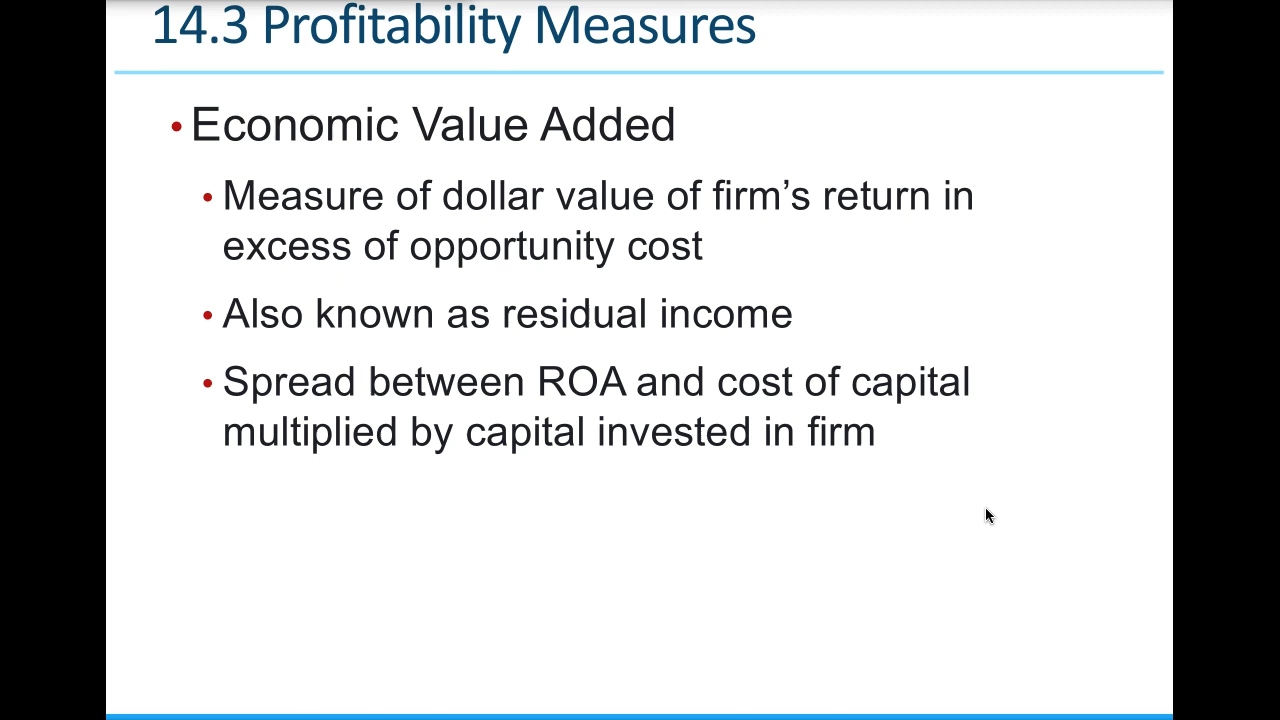 14.3 Profitability Measures
• Economic Value Added
• Measure of dollar value of firm’s return in
excess of opportunity cost
• Also known as residual income
• Spread between ROA and cost of capital
multiplied by capital invested in firm